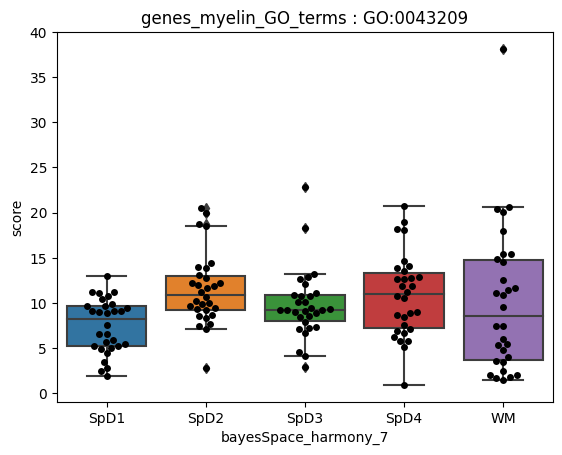 genes_myelin_GO_terms : GO:0043209
40
35
30
25
20
15
10
5
0
score
SpD1 SpD2 SpD3 SpD4 WM
bayesSpace_harmony_7